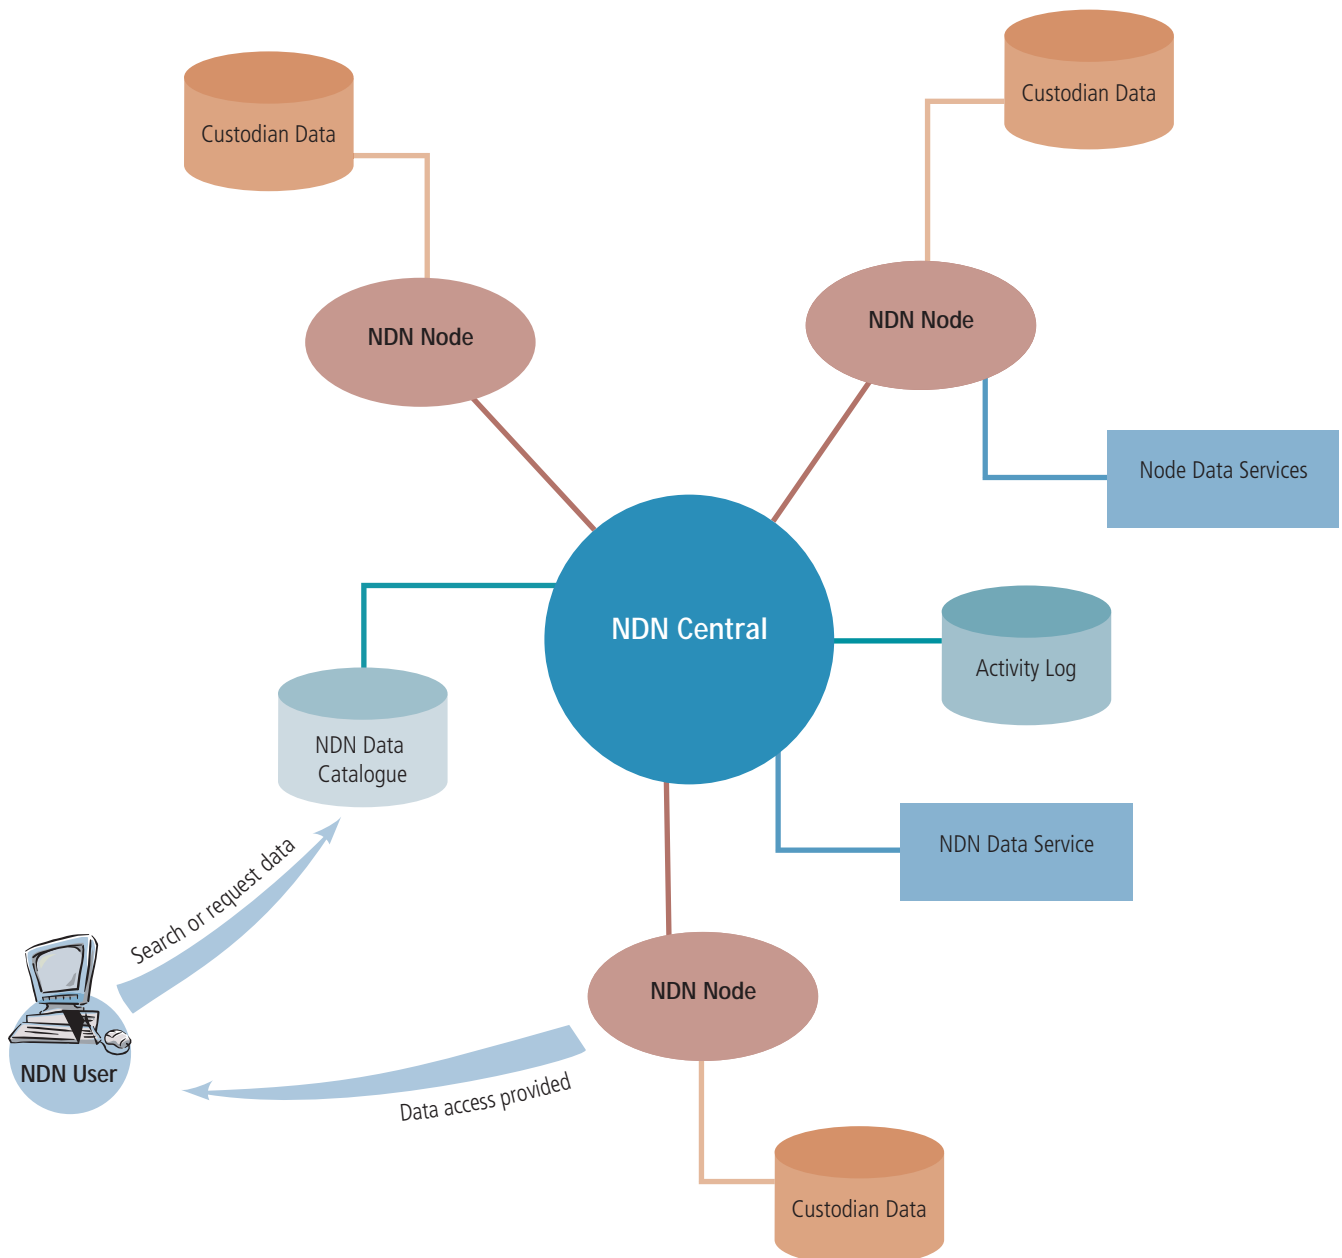 Custodian Data
Custodian Data
NDN Node
NDN Node
Node Data Services
NDN Central
Activity Log
NDN Data
Catalogue
NDN Data Service
Search or request data
NDN Node
NDN User
Data access provided
Custodian Data